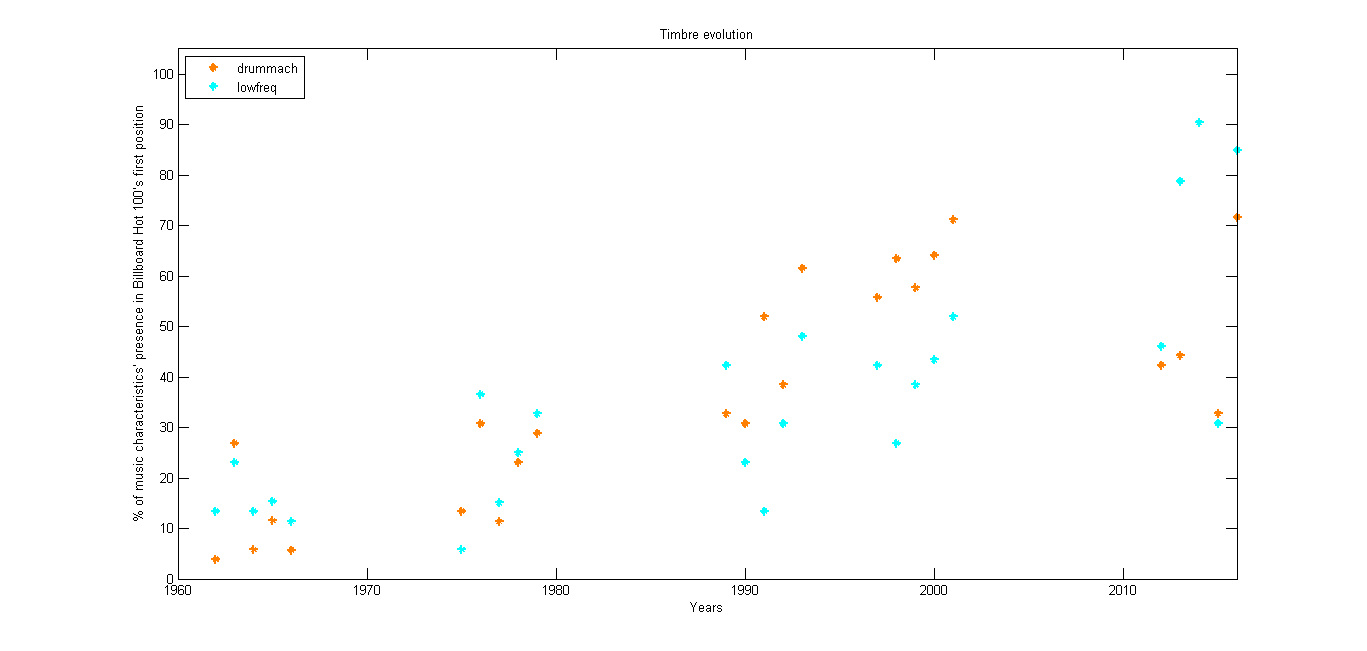 Timbre evolution
drummach
lowfreq
% of music characteristics' presence in Billboard Hot 100's first position
100
90
80
70
60
50
40
30
20
10
0
1960 1970 1980 1990 2000 2010
Years